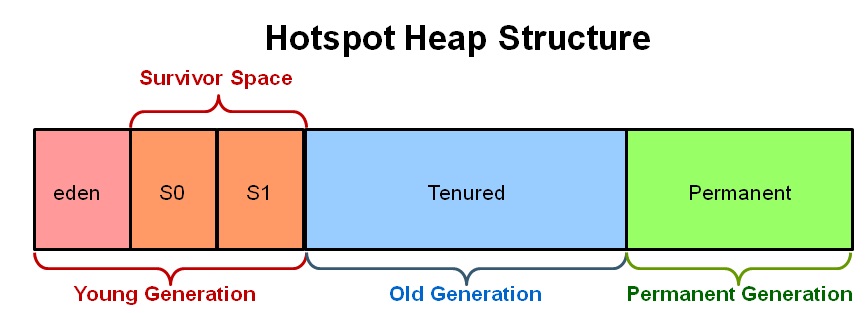 Hotspot Heap Structure
Survivor Space
eden
S0
S1
Tenured
Permanent
Young Generation
Old Generation
Permanent Generation